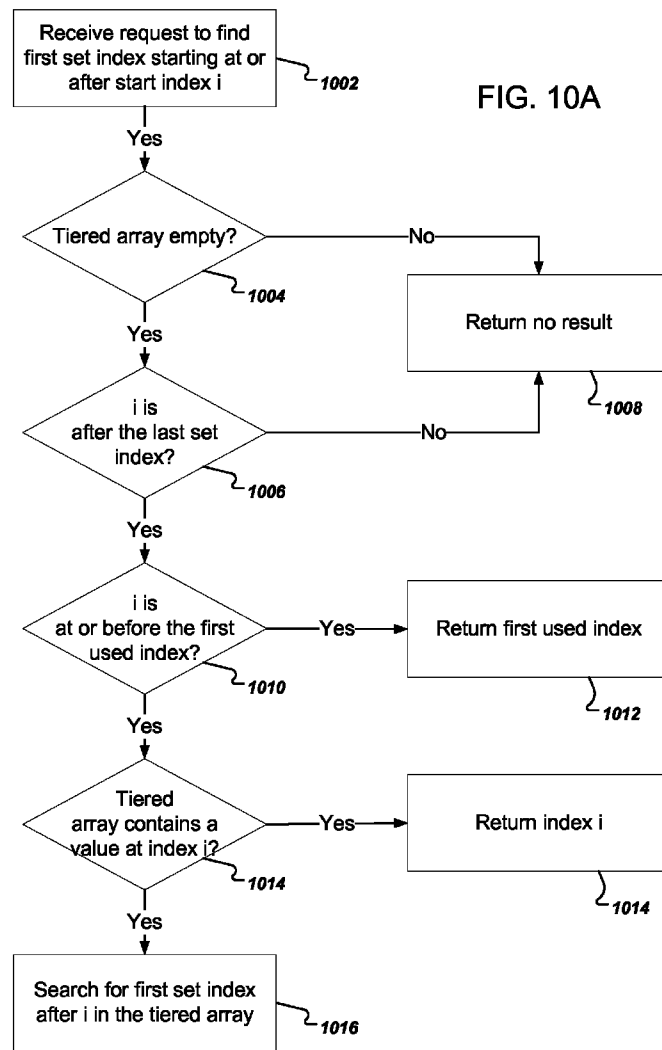 Receive request to find
first set index starting at or
after start index i
1002
FIG. 10A
Yes
Tiered array empty?
No
1004
Yes
Return no result
1008
i is
after the last set
index?
No
1006
Yes
i is
at or before the first
used index?
Yes
Return first used index
1010
1012
Yes
Tiered
array contains a
value at index i?
Yes
Return index i
1014
1014
Yes
Search for first set index
after i in the tiered array
1016